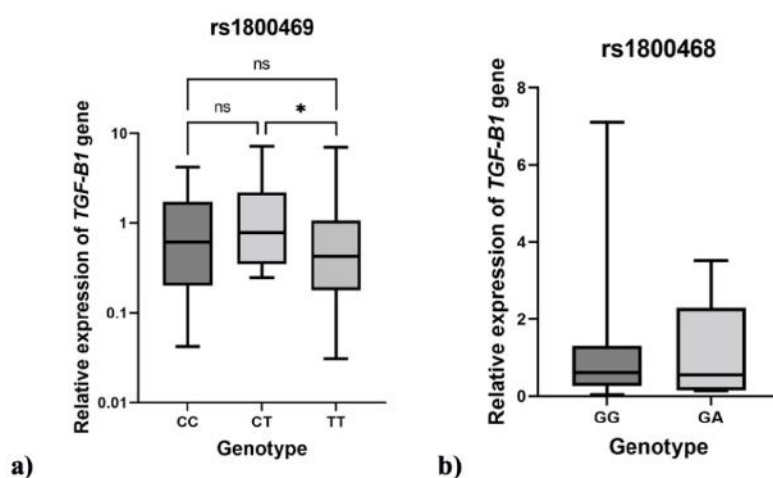 rs1800469
ns
ns
*
Relative expression of TGF-B1 gene
10
1
0.1
0.01
CC CT TT
Genotype
a)
rs1800468
Relative expression of TGF-B1 gene
8
6
4
2
0
GG GA
Genotype
b)